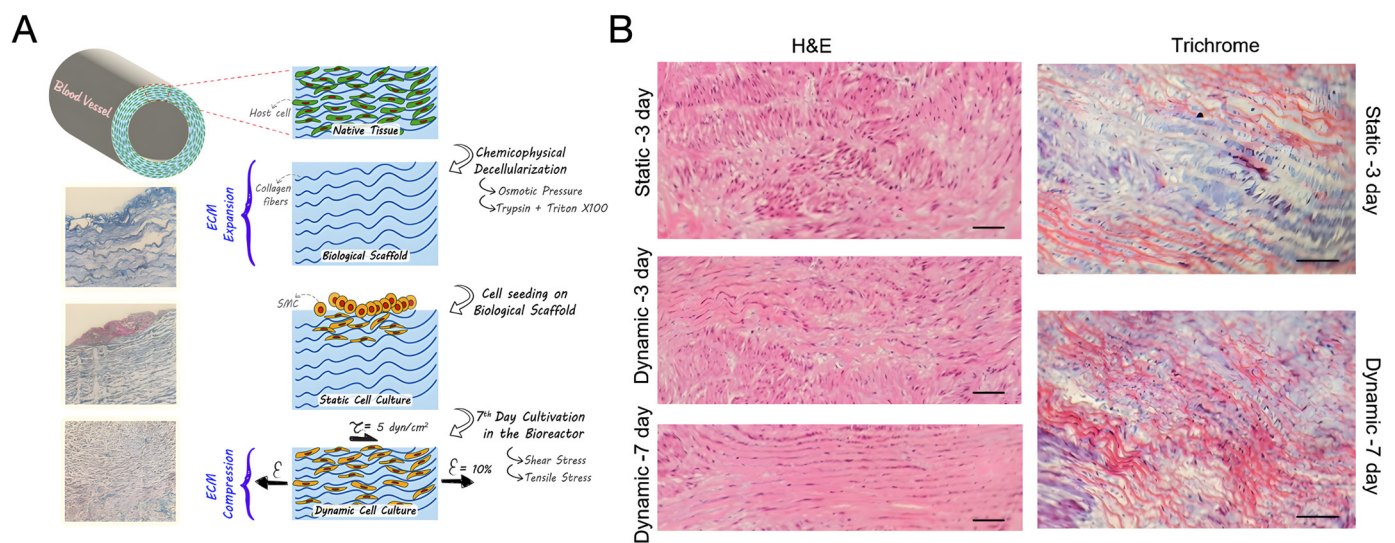 A
Blood Vessel
Host cell
Native Tissue
Chemicophysical
Decellularization
Osmotic Pressure
Trypsin + Triton X100
ECM
Expansion
Collagen
fibers
Biological Scaffold
SMC
Cell seeding on
Biological Scaffold
Static Cell Culture
7th Day Cultivation
in the Bioreactor
Shear Stress
Tensile Stress
τ = 5 dyn/cm²
ECM
Compression
ε
ε = 10%
Dynamic Cell Culture
B
H&E
Trichrome
Static -3 day
Dynamic -3 day
Dynamic -7 day
Static -3 day
Dynamic -7 day